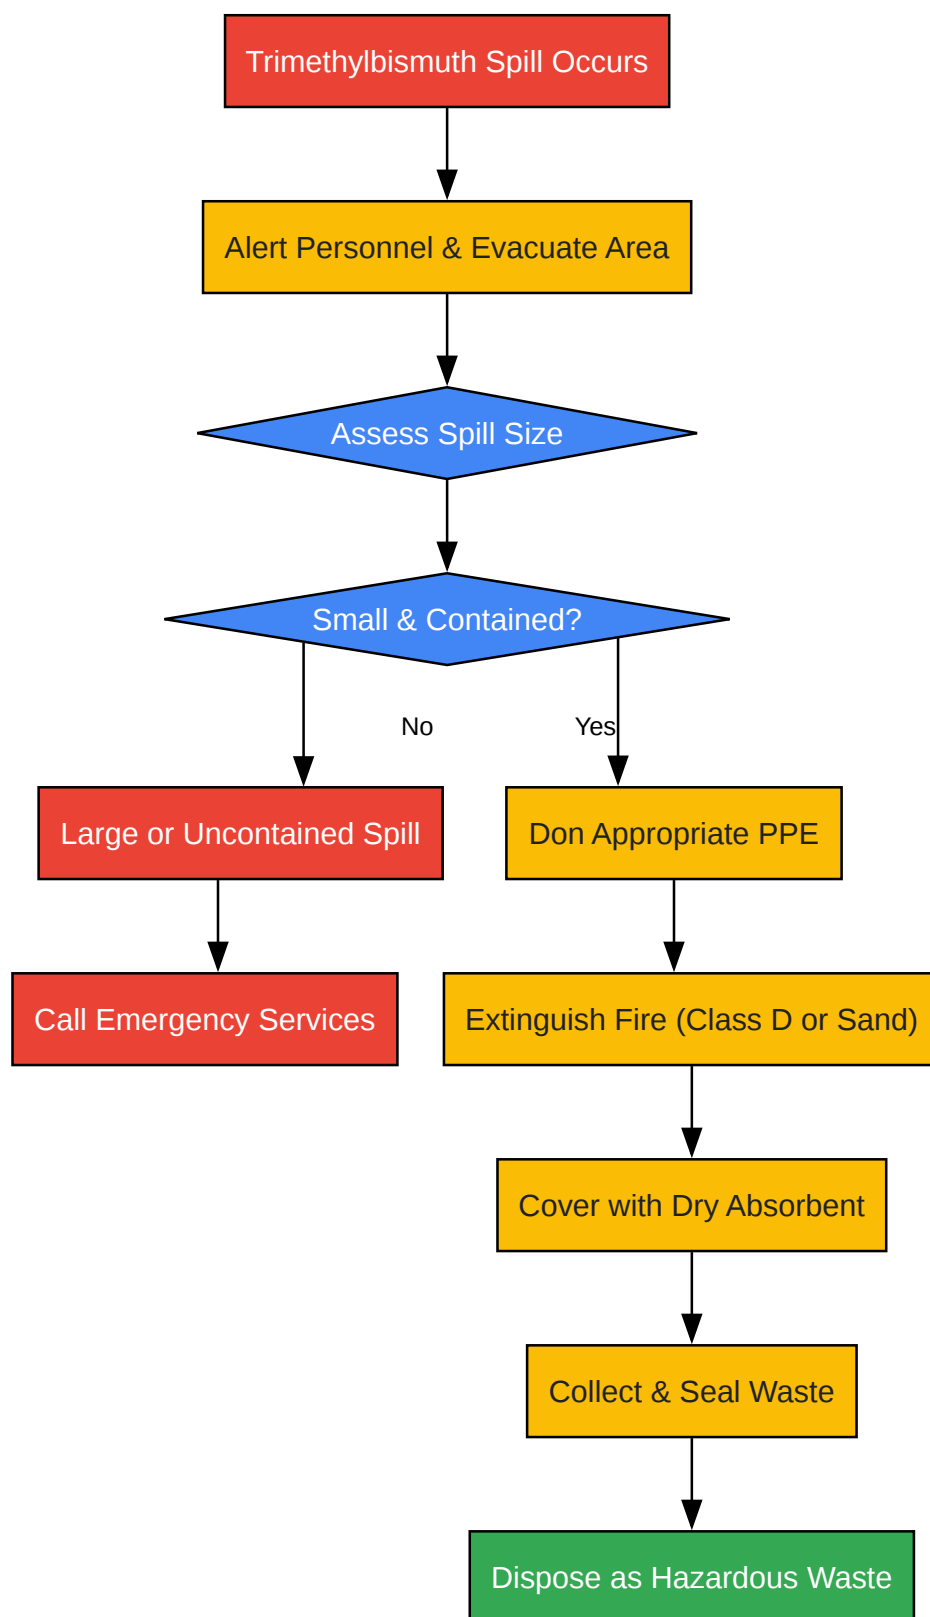 Trimethylbismuth Spill Occurs
Alert Personnel & Evacuate Area
Assess Spill Size
Small & Contained?
No
Yes
Large or Uncontained Spill
Don Appropriate PPE
Call Emergency Services
Extinguish Fire (Class D or Sand)
Cover with Dry Absorbent
Collect & Seal Waste
Dispose as Hazardous Waste